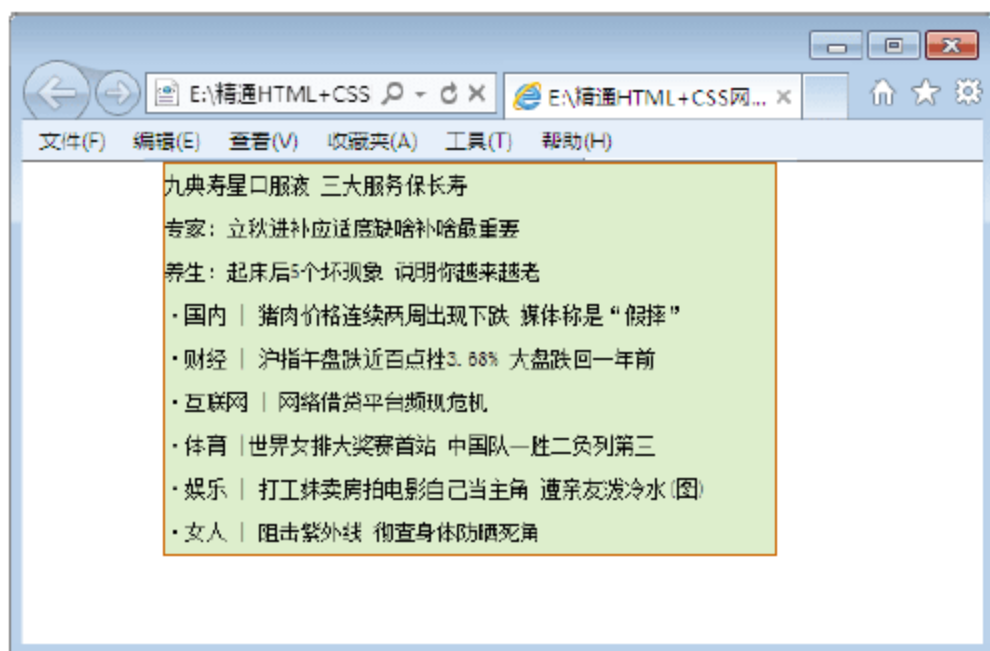 E:\精通HTML+CSS
E:\精通HTML+CSS网...
文件(F) 编辑(E) 查看(V) 收藏夹(A) 工具(T) 帮助(H)
九典寿星口服液 三大服务保长寿
专家：立秋进补应适度缺啥补啥最重要
养生：起床后5个坏现象 说明你越来越老
·国内 | 猪肉价格连续两周出现下跌 媒体称是“假摔”
·财经 | 沪指午盘跌近百点挫3.68% 大盘跌回一年前
·互联网 | 网络借贷平台频现危机
·体育 |世界女排大奖赛首站 中国队一胜二负列第三
·娱乐 | 打工妹卖房拍电影自己当主角 遭亲友泼冷水(图)
·女人 | 阻击紫外线 彻查身体防晒死角